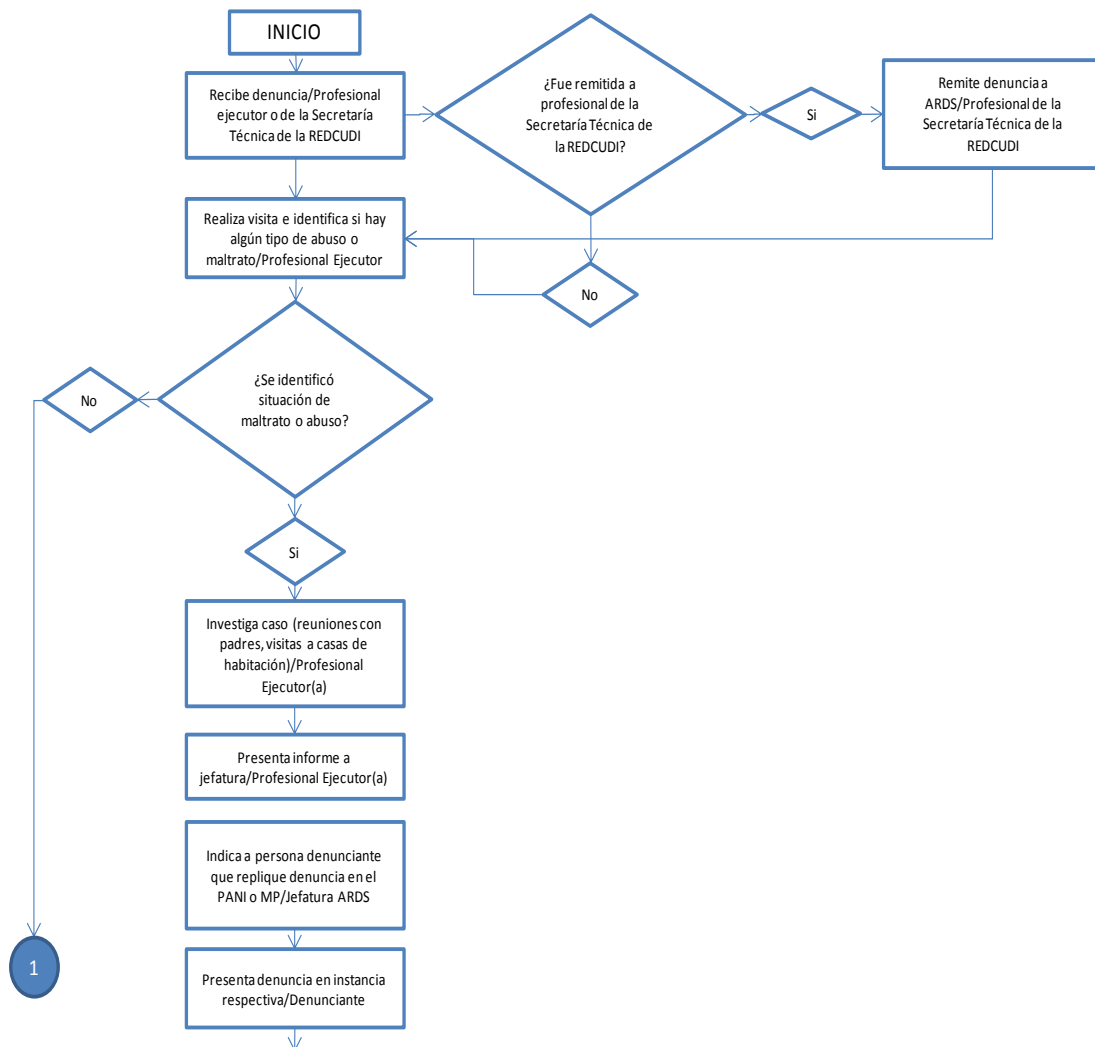 INICIO
Recibe denuncia/Profesional
ejecutor o de la Secretaría
Técnica de la REDCUDI
¿Fue remitida a
profesional de la
Secretaría Técnica de
la REDCUDI?
Si
Remite denuncia a
ARDS/Profesional de la
Secretaría Técnica de la
REDCUDI
Realiza visita e identifica si hay
algún tipo de abuso o
maltrato/Profesional Ejecutor
No
¿Se identificó
situación de
maltrato o abuso?
No
Si
Investiga caso (reuniones con
padres, visitas a casas de
habitación)/Profesional
Ejecutor(a)
Presenta informe a
jefatura/Profesional Ejecutor(a)
Indica a persona denunciante
que replique denuncia en el
PANI o MP/Jefatura ARDS
1
Presenta denuncia en instancia
respectiva/Denunciante